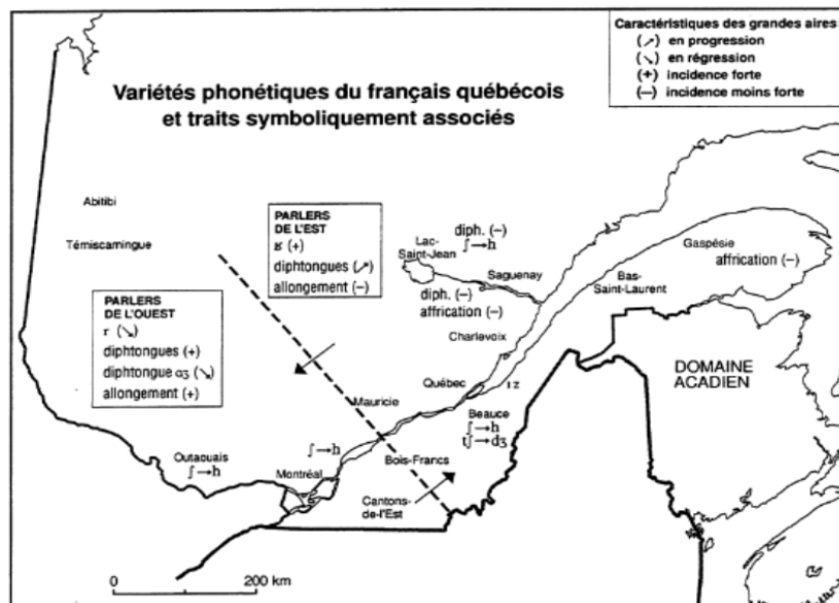 Caractéristiques des grandes aires
(↗) en progression
(↘) en régression
(+) incidence forte
(—) incidence moins forte
Variétés phonétiques du français québécois
et traits symboliquement associés
Abitibi
Témiscamingue
PARLERS
DE L'EST
ʁ (+)
diphtongues (↗)
allongement (—)
diph. (—)
ʃ→h
Lac-
Saint-Jean
Saguenay
diph. (—)
affrication (—)
Gaspésie
affrication (—)
Bas-
Saint-Laurent
Charlevoix
PARLERS
DE L'OUEST
r (↘)
diphtongues (+)
diphtongue ɑʒ (↘)
allongement (+)
DOMAINE
ACADIEN
Québec
ɪ z
Mauricie
Beauce
ʃ→h
tʃ→dʒ
Outaouais
ʃ→h
ʃ→h
Montréal
Bois-Francs
Cantons-
de-l'Est
0 200 km